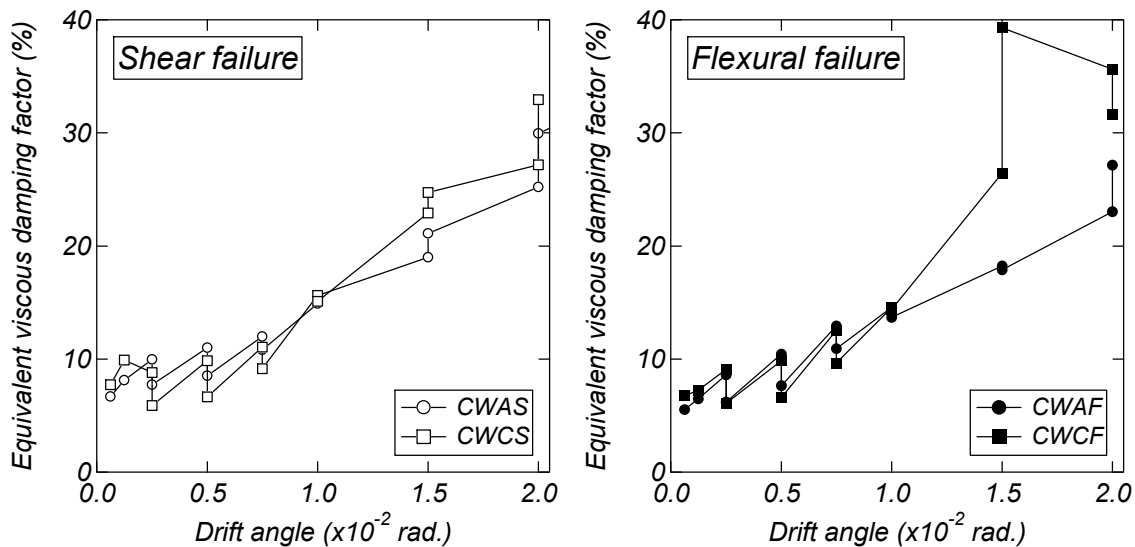 Equivalent viscous damping factor (%)
40
30
20
10
0
Shear failure
CWAS
CWCS
0.0 0.5 1.0 1.5 2.0
Drift angle (x10⁻² rad.)
Equivalent viscous damping factor (%)
40
30
20
10
0
Flexural failure
CWAF
CWCF
0.0 0.5 1.0 1.5 2.0
Drift angle (x10⁻² rad.)